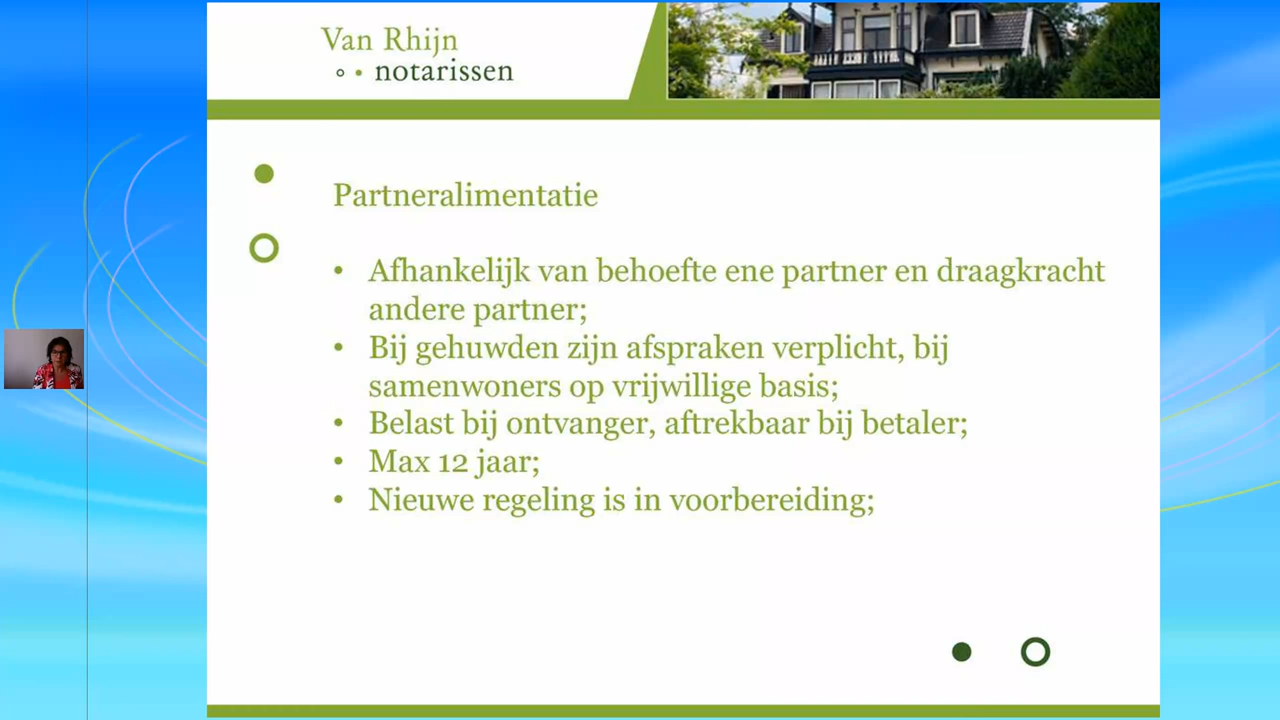 Van Rhijn
notarissen
Partneralimentatie
• Afhankelijk van behoefte ene partner en draagkracht
andere partner;
• Bij gehuwden zijn afspraken verplicht, bij
samenwoners op vrijwillige basis;
• Belast bij ontvanger, aftrekbaar bij betaler;
• Max 12 jaar;
• Nieuwe regeling is in voorbereiding;